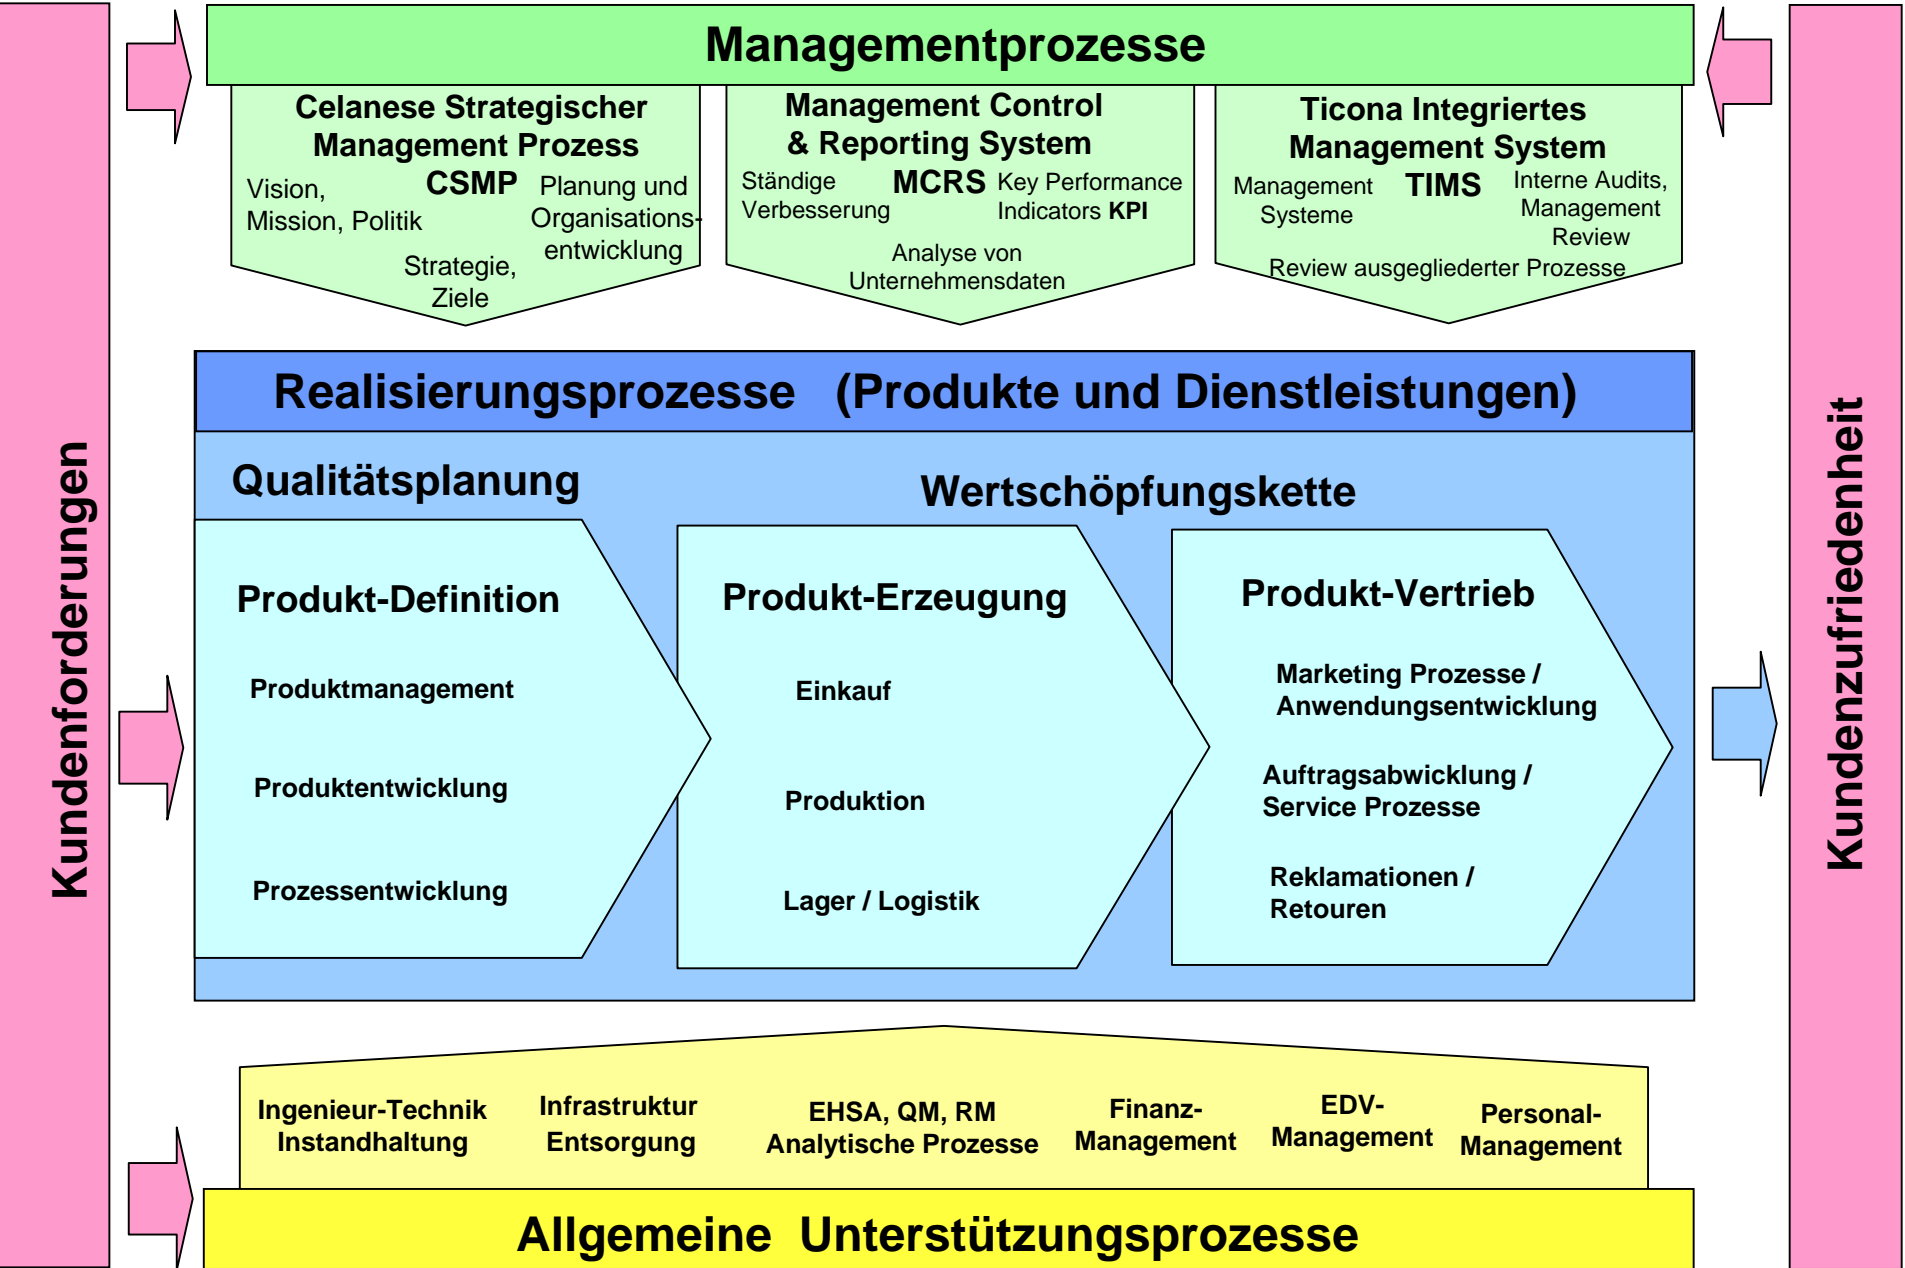 Kundenforderungen
Managementprozesse
Celanese Strategischer
Management Prozess
CSMP
Vision,
Mission, Politik
Planung und
Organisations-
entwicklung
Strategie,
Ziele
Management Control
& Reporting System
MCRS
Ständige
Verbesserung
Key Performance
Indicators KPI
Analyse von
Unternehmensdaten
Ticona Integriertes
Management System
TIMS
Management
Systeme
Interne Audits,
Management
Review
Review ausgegliederter Prozesse
Realisierungsprozesse (Produkte und Dienstleistungen)
Qualitätsplanung
Wertschöpfungskette
Produkt-Definition
Produktmanagement
Produktentwicklung
Prozessentwicklung
Produkt-Erzeugung
Einkauf
Produktion
Lager / Logistik
Produkt-Vertrieb
Marketing Prozesse /
Anwendungsentwicklung
Auftragsabwicklung /
Service Prozesse
Reklamationen /
Retouren
Ingenieur-Technik
Instandhaltung
Infrastruktur
Entsorgung
EHSA, QM, RM
Analytische Prozesse
Finanz-
Management
EDV-
Management
Personal-
Management
Allgemeine Unterstützungsprozesse
Kundenzufriedenheit